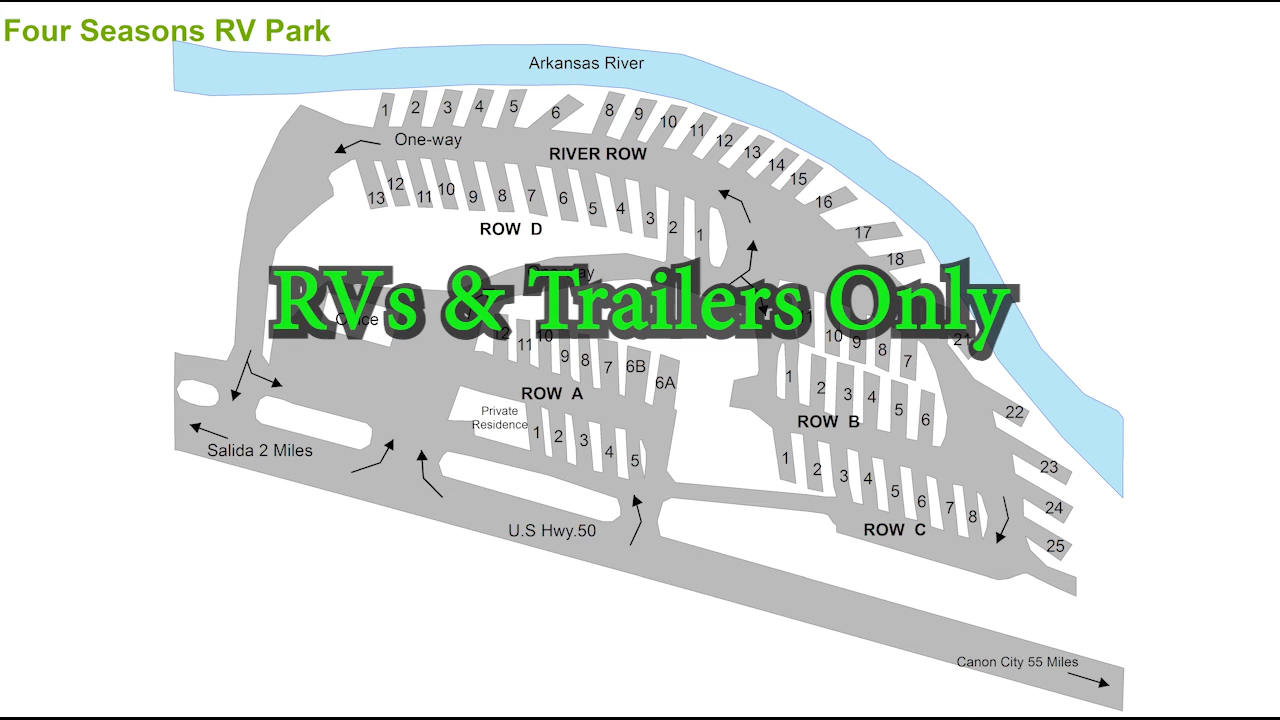 Four Seasons RV Park
Arkansas River
1 2 3 4 5 6 8 9 10 11 12 13 14 15 16 17 18
One-way
RIVER ROW
13 12 11 10 9 8 7 6 5 4 3 2 1
ROW D
RVs & Trailers Only
12 11 10 9 8 7 6B 6A
10 9 8 7
21
ROW A
Private
Residence
1 2 3 4 5
1 2 3 4 5 6
ROW B
22
23
24
25
1 2 3 4 5 6 7 8
ROW C
Salida 2 Miles
U.S Hwy.50
Canon City 55 Miles